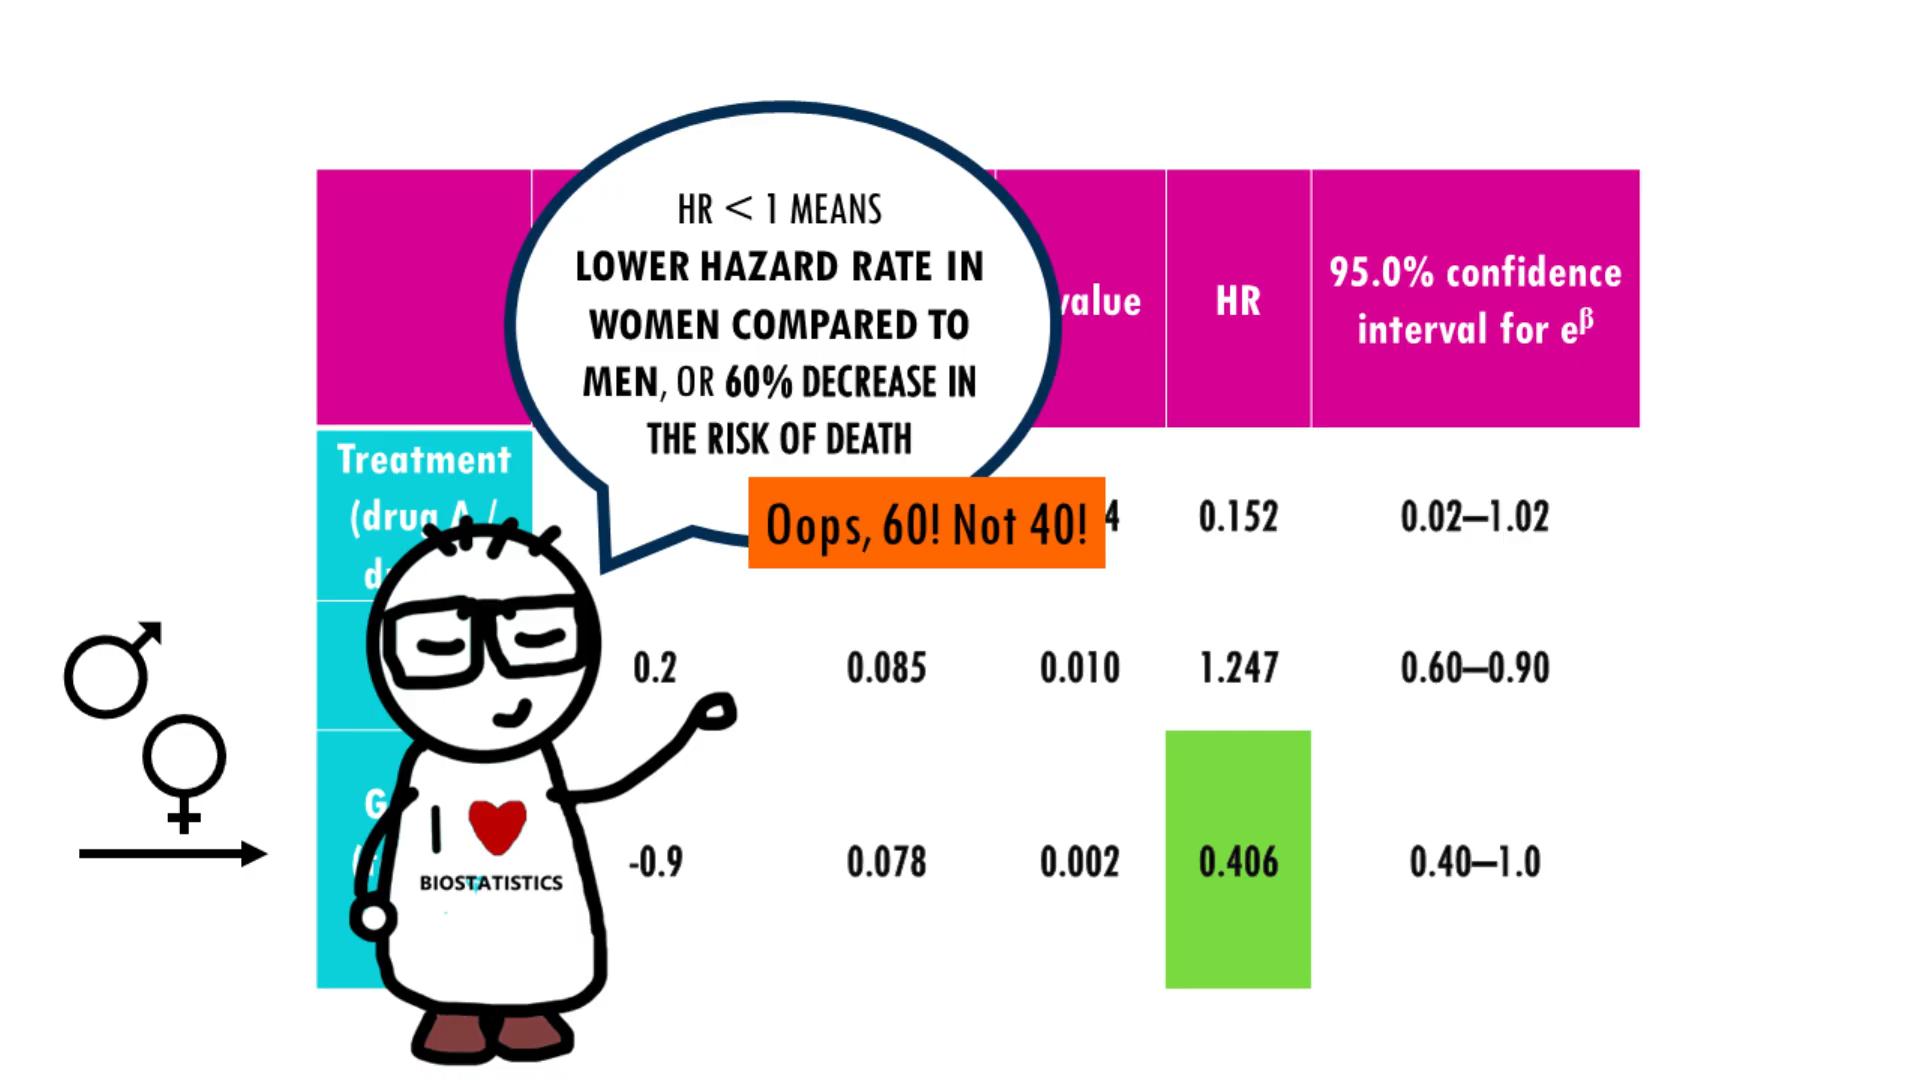 HR < 1 MEANS
LOWER HAZARD RATE IN
WOMEN COMPARED TO
MEN, OR 60% DECREASE IN
THE RISK OF DEATH
Oops, 60! Not 40!
value
HR
95.0% confidence
interval for eᵝ
Treatment
(drug A /
4
0.152
0.02–1.02
0.2
0.085
0.010
1.247
0.60–0.90
-0.9
0.078
0.002
0.406
0.40–1.0
I
BIOSTATISTICS